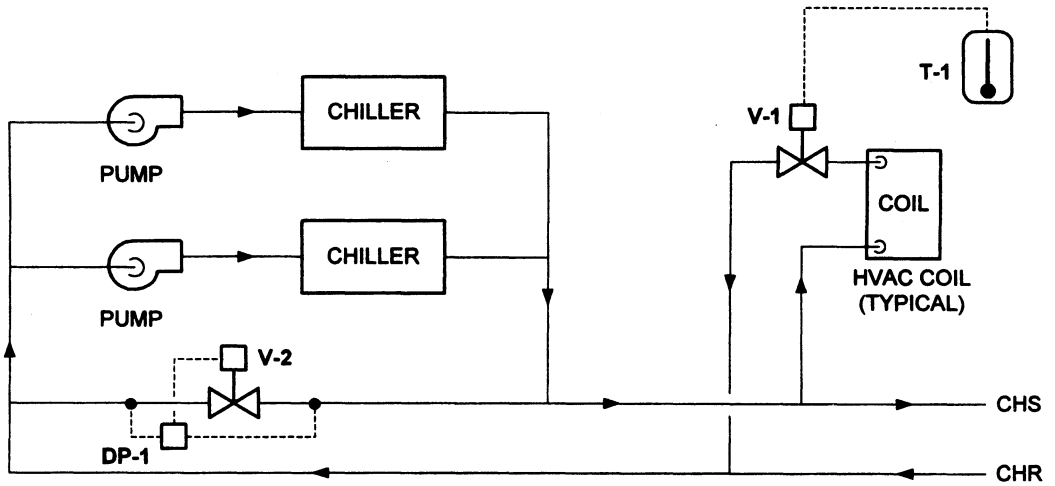 T-1
CHILLER
V-1
PUMP
COIL
CHILLER
HVAC COIL
(TYPICAL)
PUMP
V-2
CHS
DP-1
CHR